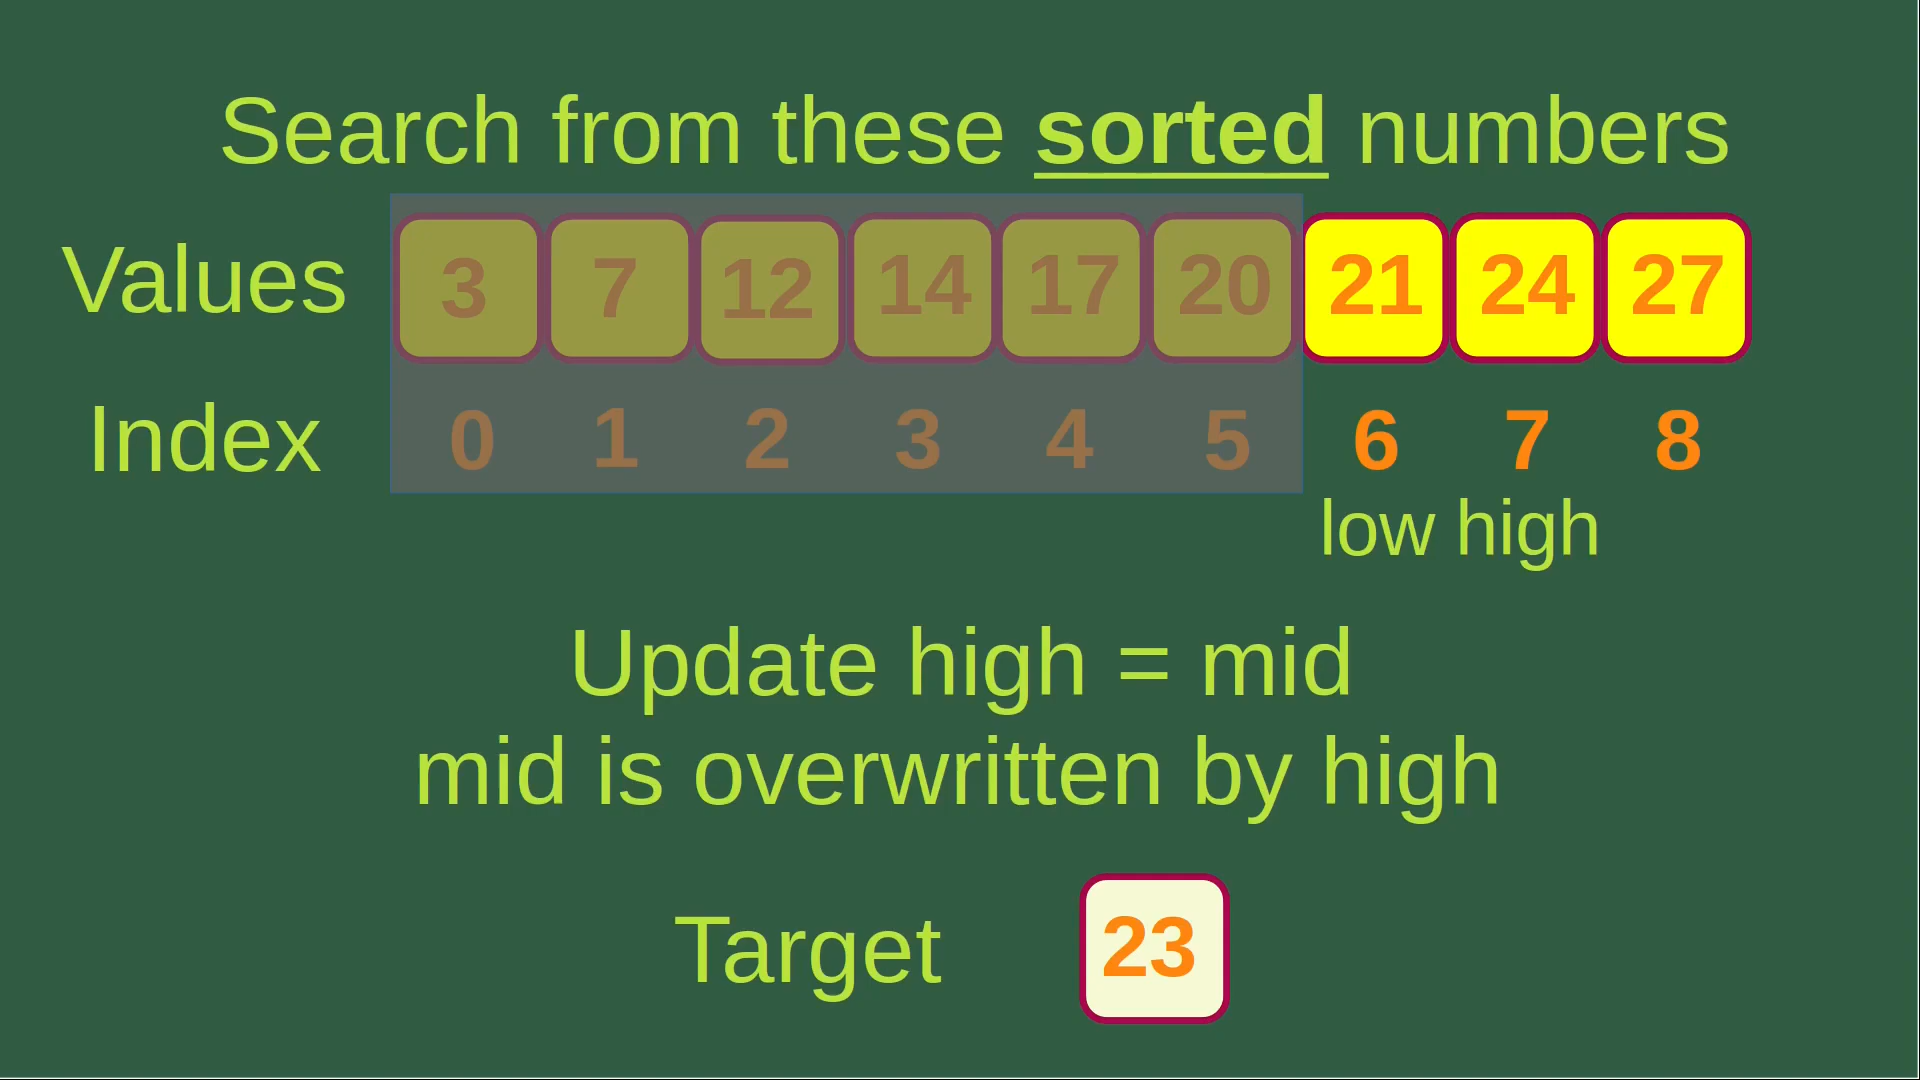 Search from these sorted numbers
Values 3 7 12 14 17 20 21 24 27
Index 0 1 2 3 4 5 6 7 8
low high
Update high = mid
mid is overwritten by high
Target 23